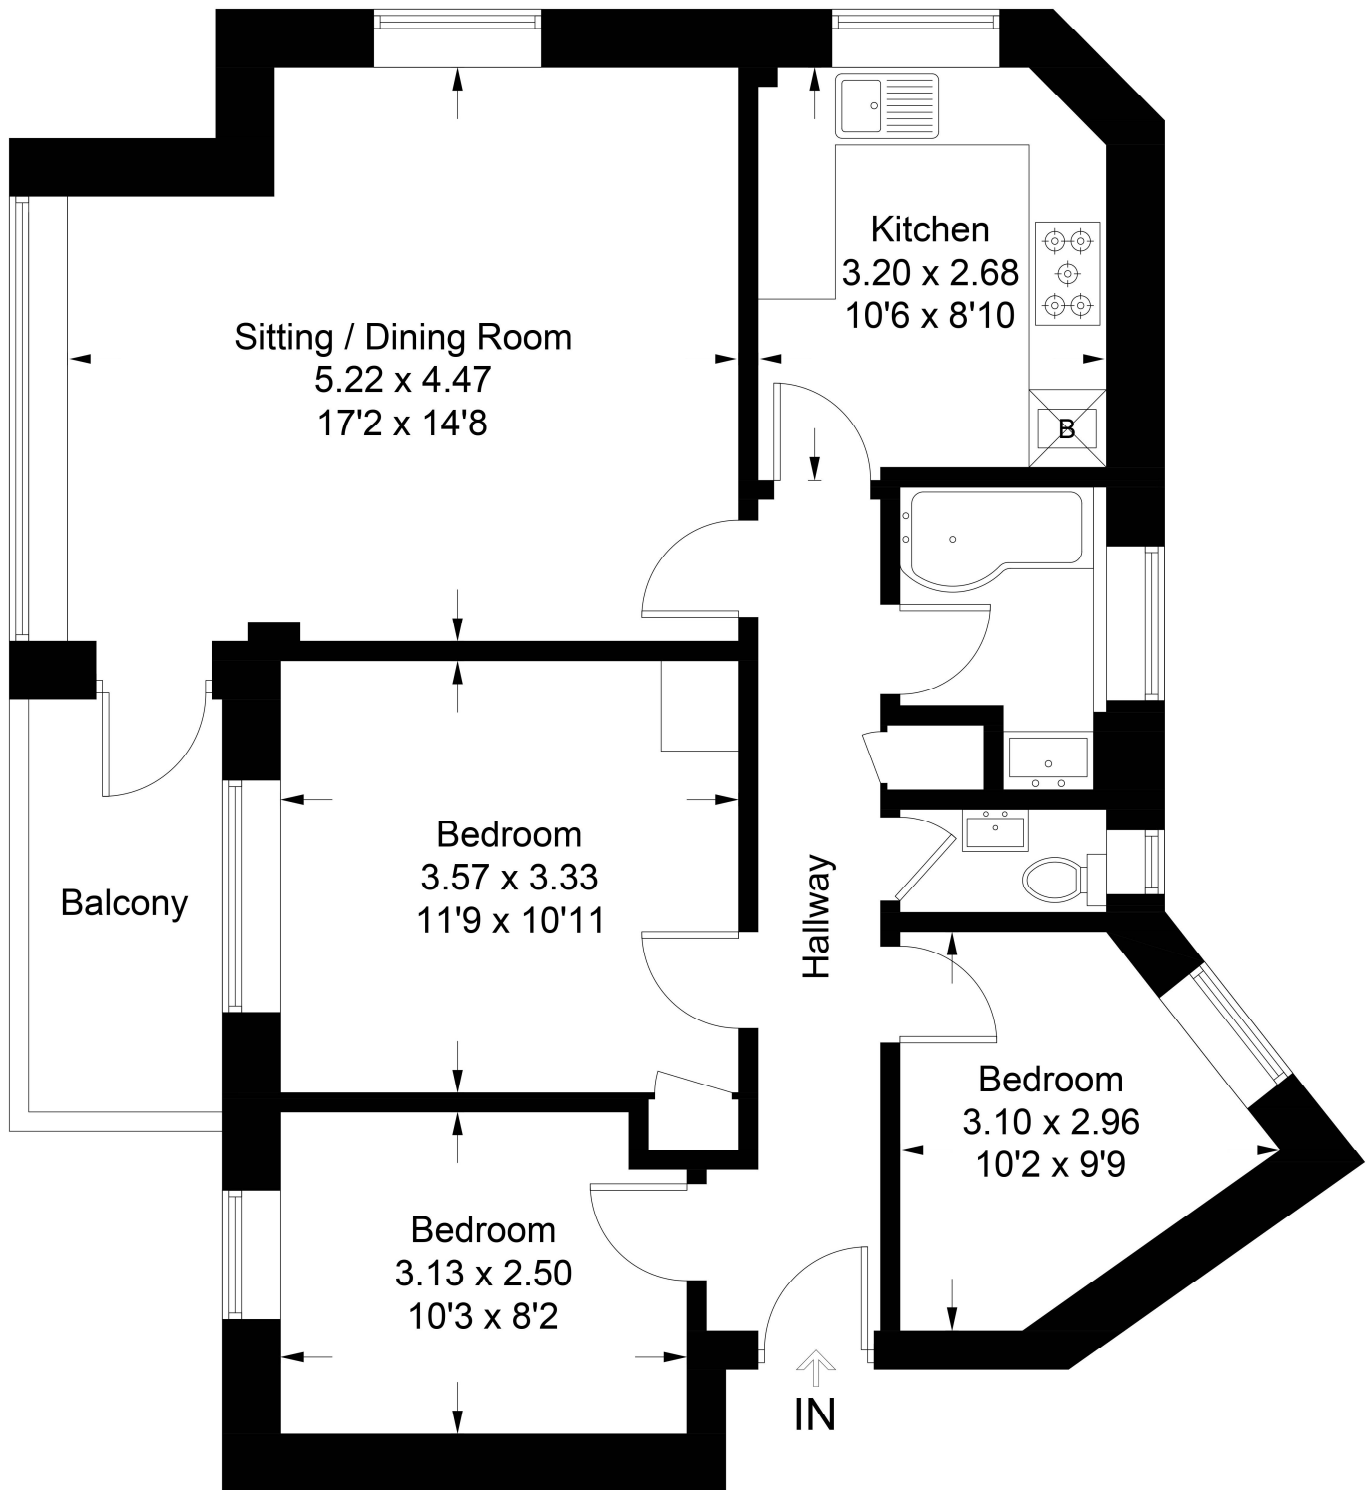 Kitchen
3.20 x 2.68
10'6 x 8'10
Sitting / Dining Room
5.22 x 4.47
17'2 x 14'8
B
Bedroom
3.57 x 3.33
11'9 x 10'11
Balcony
Hallway
Bedroom
3.10 x 2.96
10'2 x 9'9
Bedroom
3.13 x 2.50
10'3 x 8'2
IN